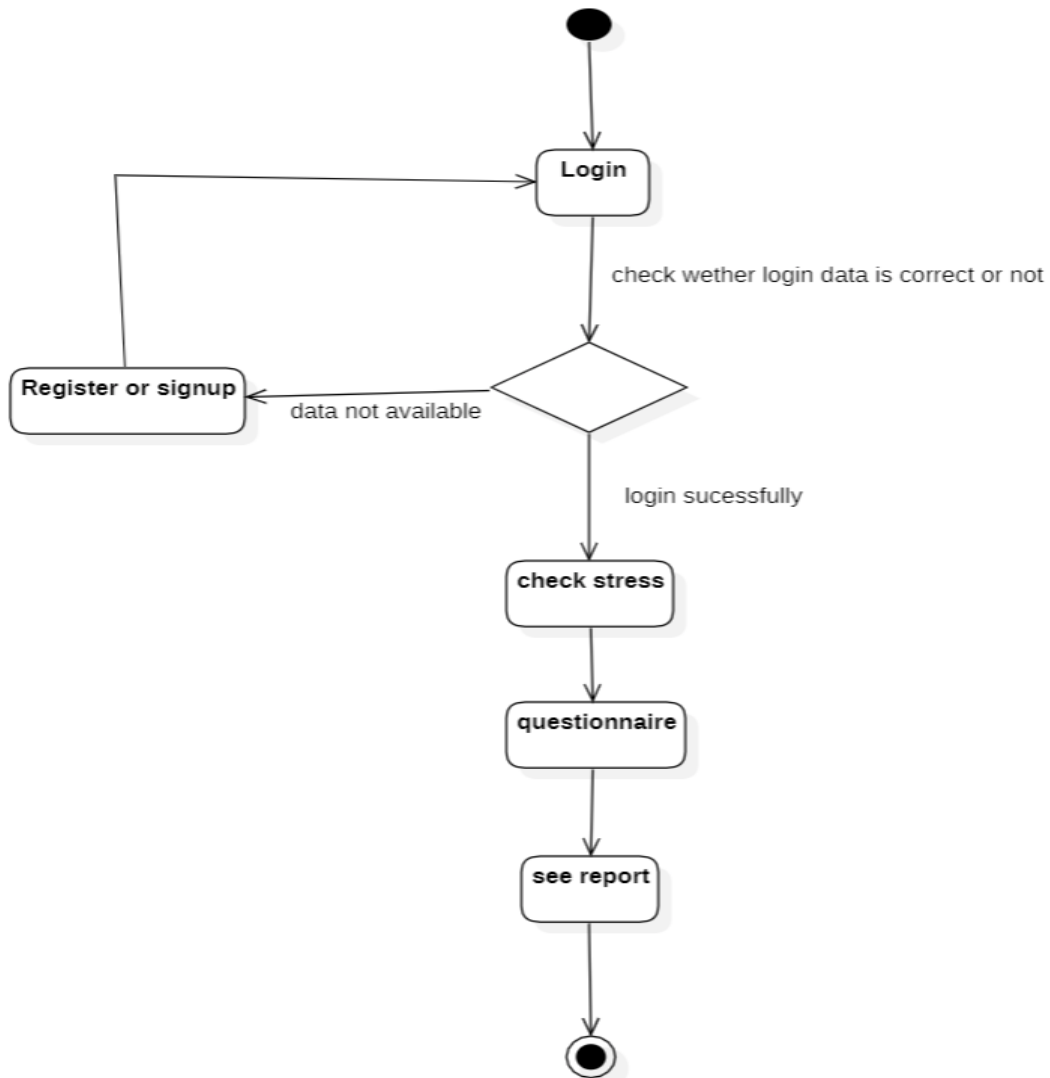 Login
check wether login data is correct or not
Register or signup
data not available
login sucessfully
check stress
questionnaire
see report